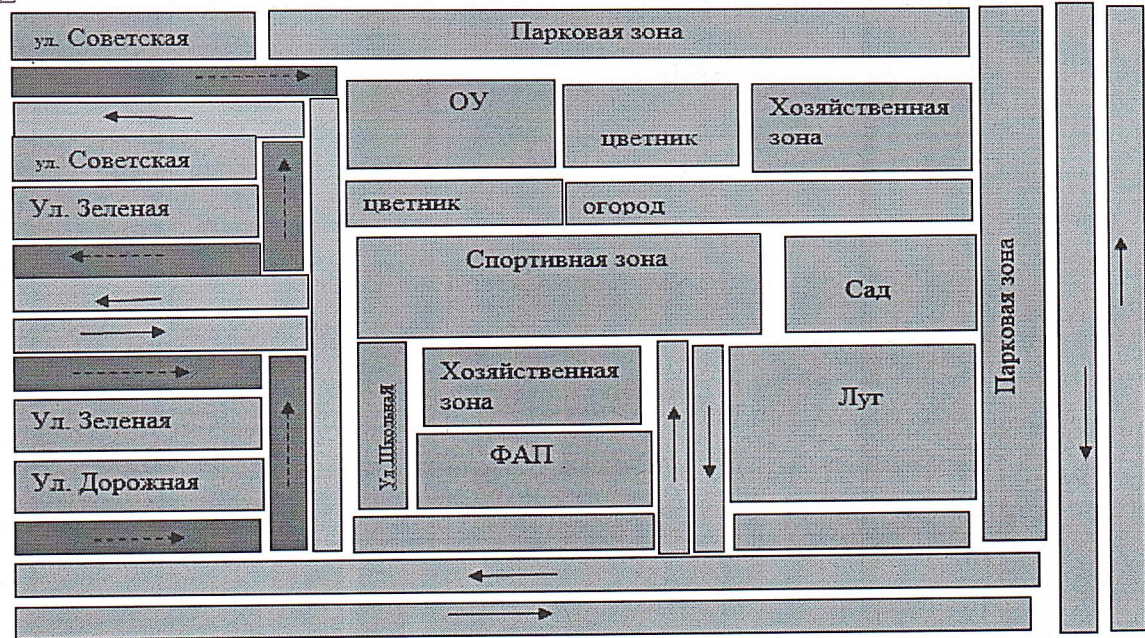 ул. Советская
Парковая зона
ОУ
цветник
Хозяйственная
зона
ул. Советская
Ул. Зеленая
цветник
огород
Спортивная зона
Сад
Парковая зона
Ул Школьная
Хозяйственная
зона
Луг
Ул. Зеленая
ФАП
Ул. Дорожная